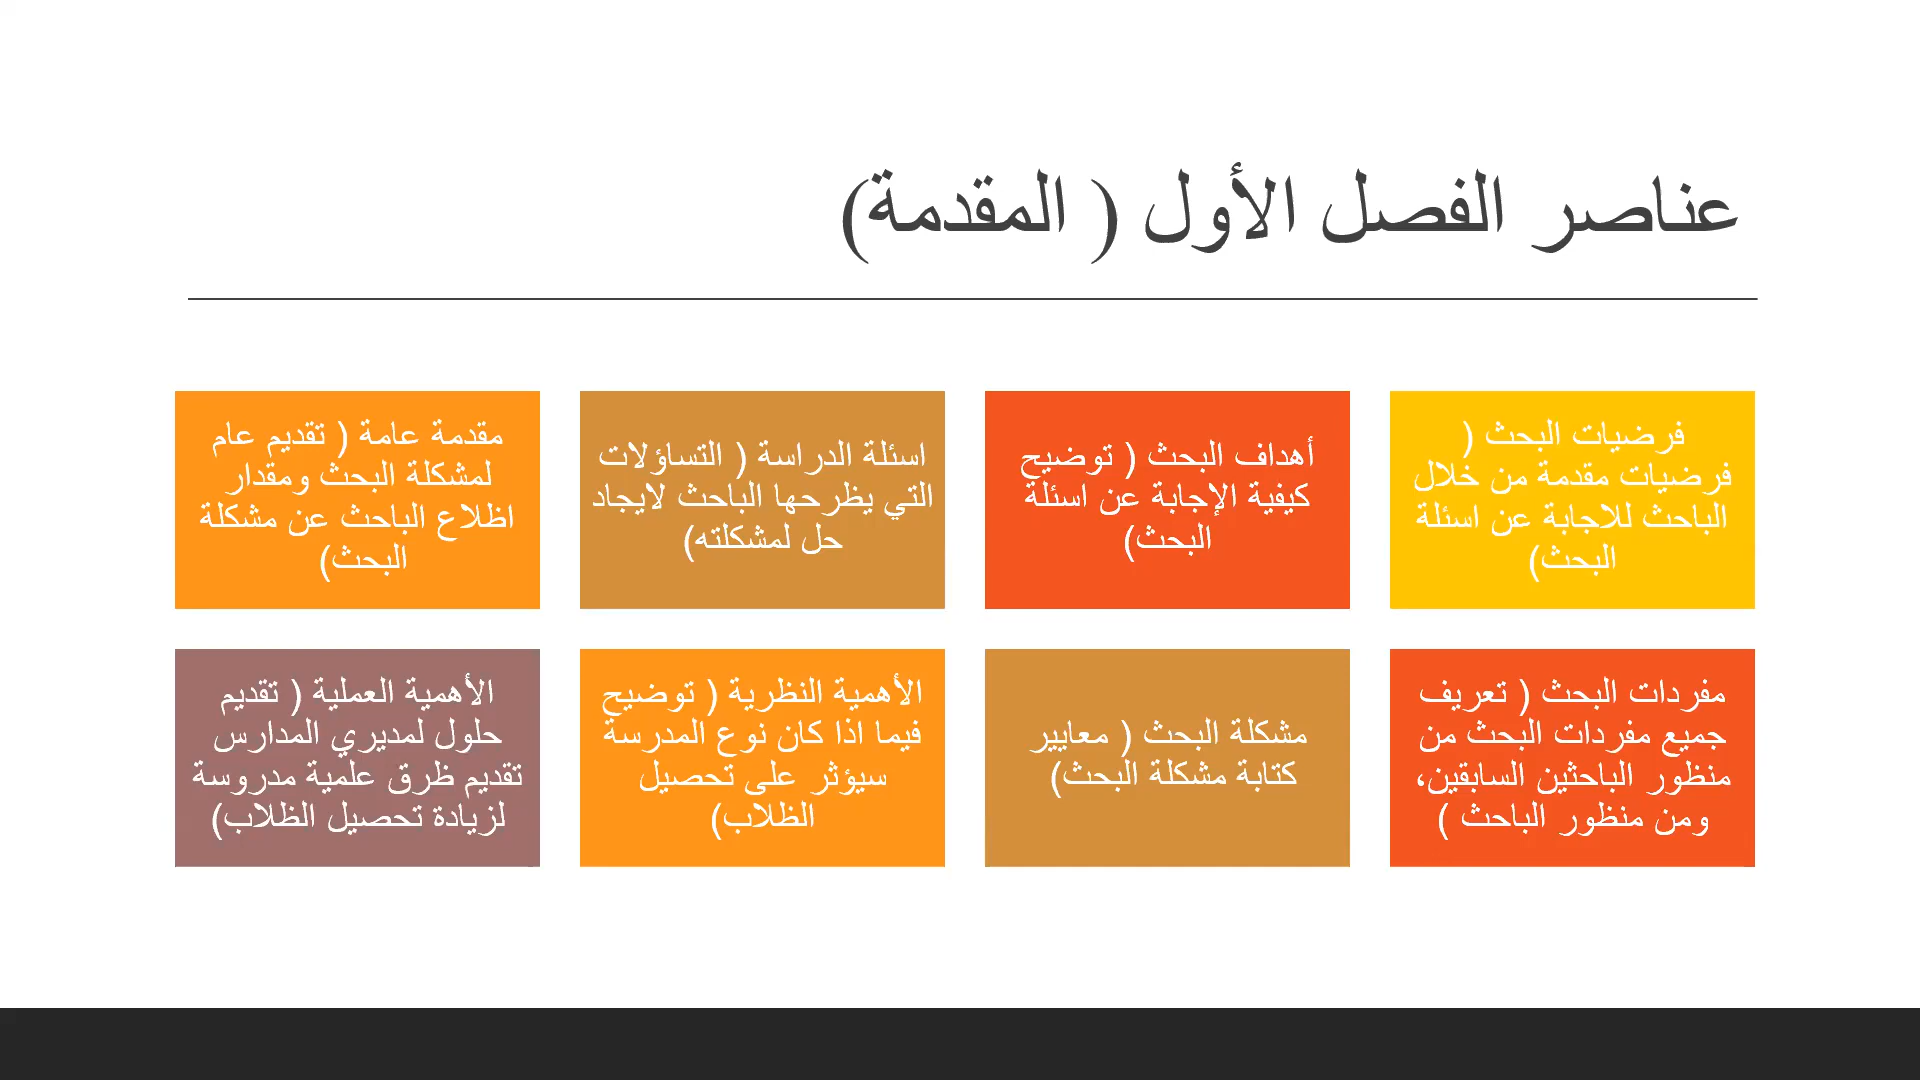 عناصر الفصل الأول ( المقدمة)
فرضيات البحث (
فرضيات مقدمة من خلال
الباحث للاجابة عن اسئلة
البحث)
أهداف البحث ( توضيح
كيفية الإجابة عن اسئلة
البحث)
اسئلة الدراسة ( التساؤلات
التي يظرحها الباحث لايجاد
حل لمشكلته)
مقدمة عامة ( تقديم عام
لمشكلة البحث ومقدار
اظلاع الباحث عن مشكلة
البحث)
مفردات البحث ( تعريف
جميع مفردات البحث من
منظور الباحثين السابقين،
ومن منظور الباحث )
مشكلة البحث ( معايير
كتابة مشكلة البحث)
الأهمية النظرية ( توضيح
فيما اذا كان نوع المدرسة
سيؤثر على تحصيل
الظلاب)
الأهمية العملية ( تقديم
حلول لمديري المدارس
تقديم ظرق علمية مدروسة
لزيادة تحصيل الظلاب)